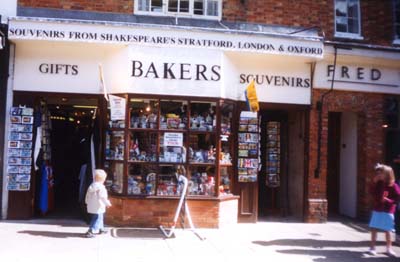 SOUVENIRS FROM SHAKESPEARE'S STRATFORD, LONDON & OXFORD
GIFTS BAKERS SOUVENIRS
FRED